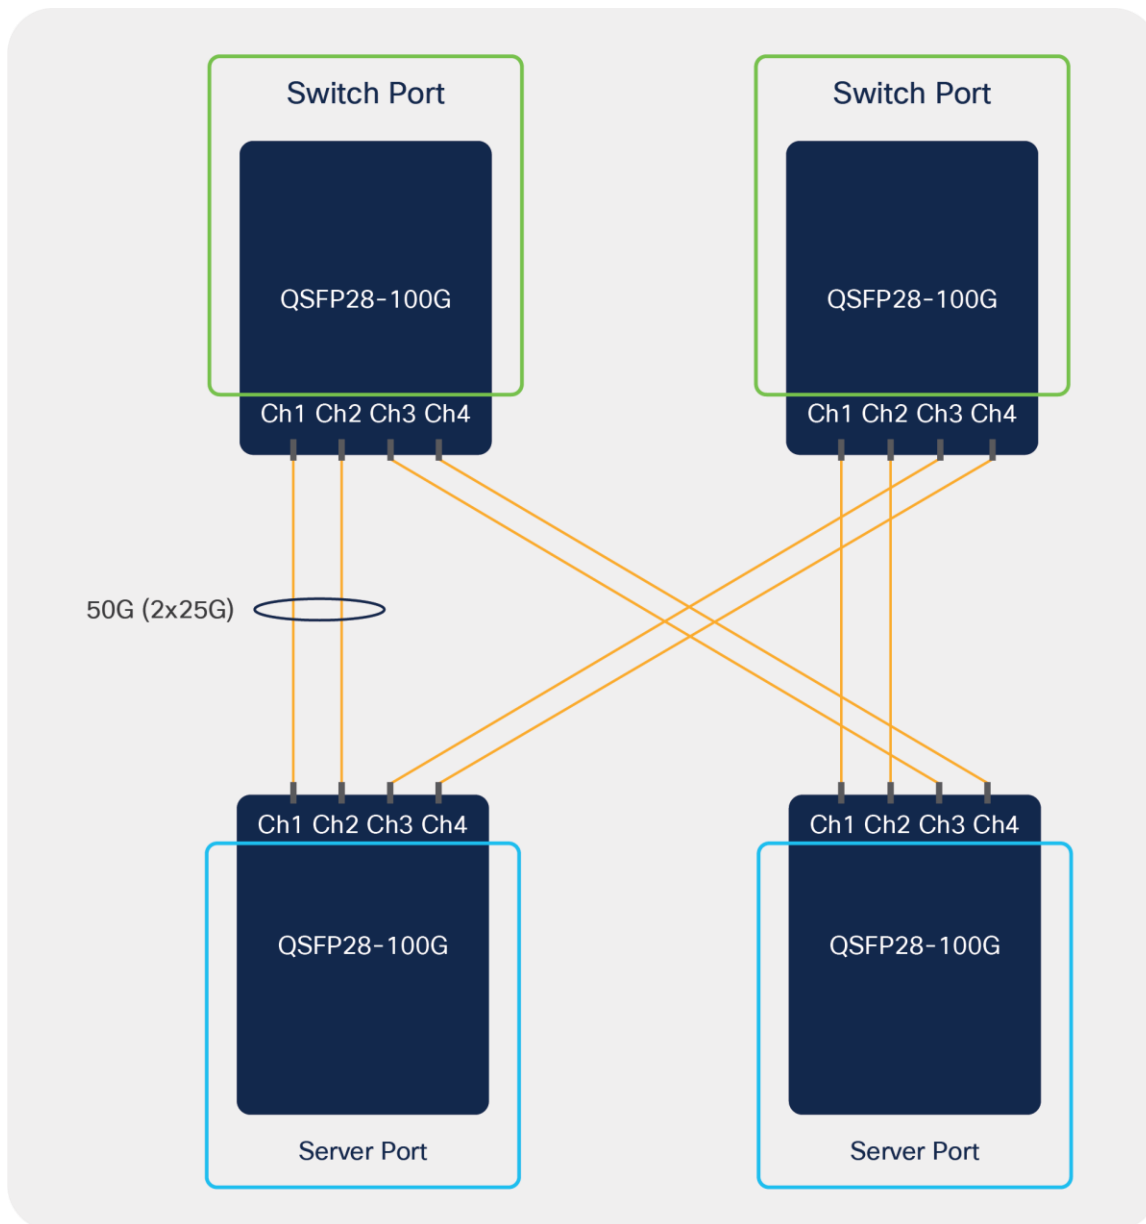 Switch Port
Switch Port
QSFP28-100G
QSFP28-100G
Ch1 Ch2 Ch3 Ch4
Ch1 Ch2 Ch3 Ch4
50G (2x25G)
Ch1 Ch2 Ch3 Ch4
Ch1 Ch2 Ch3 Ch4
QSFP28-100G
QSFP28-100G
Server Port
Server Port